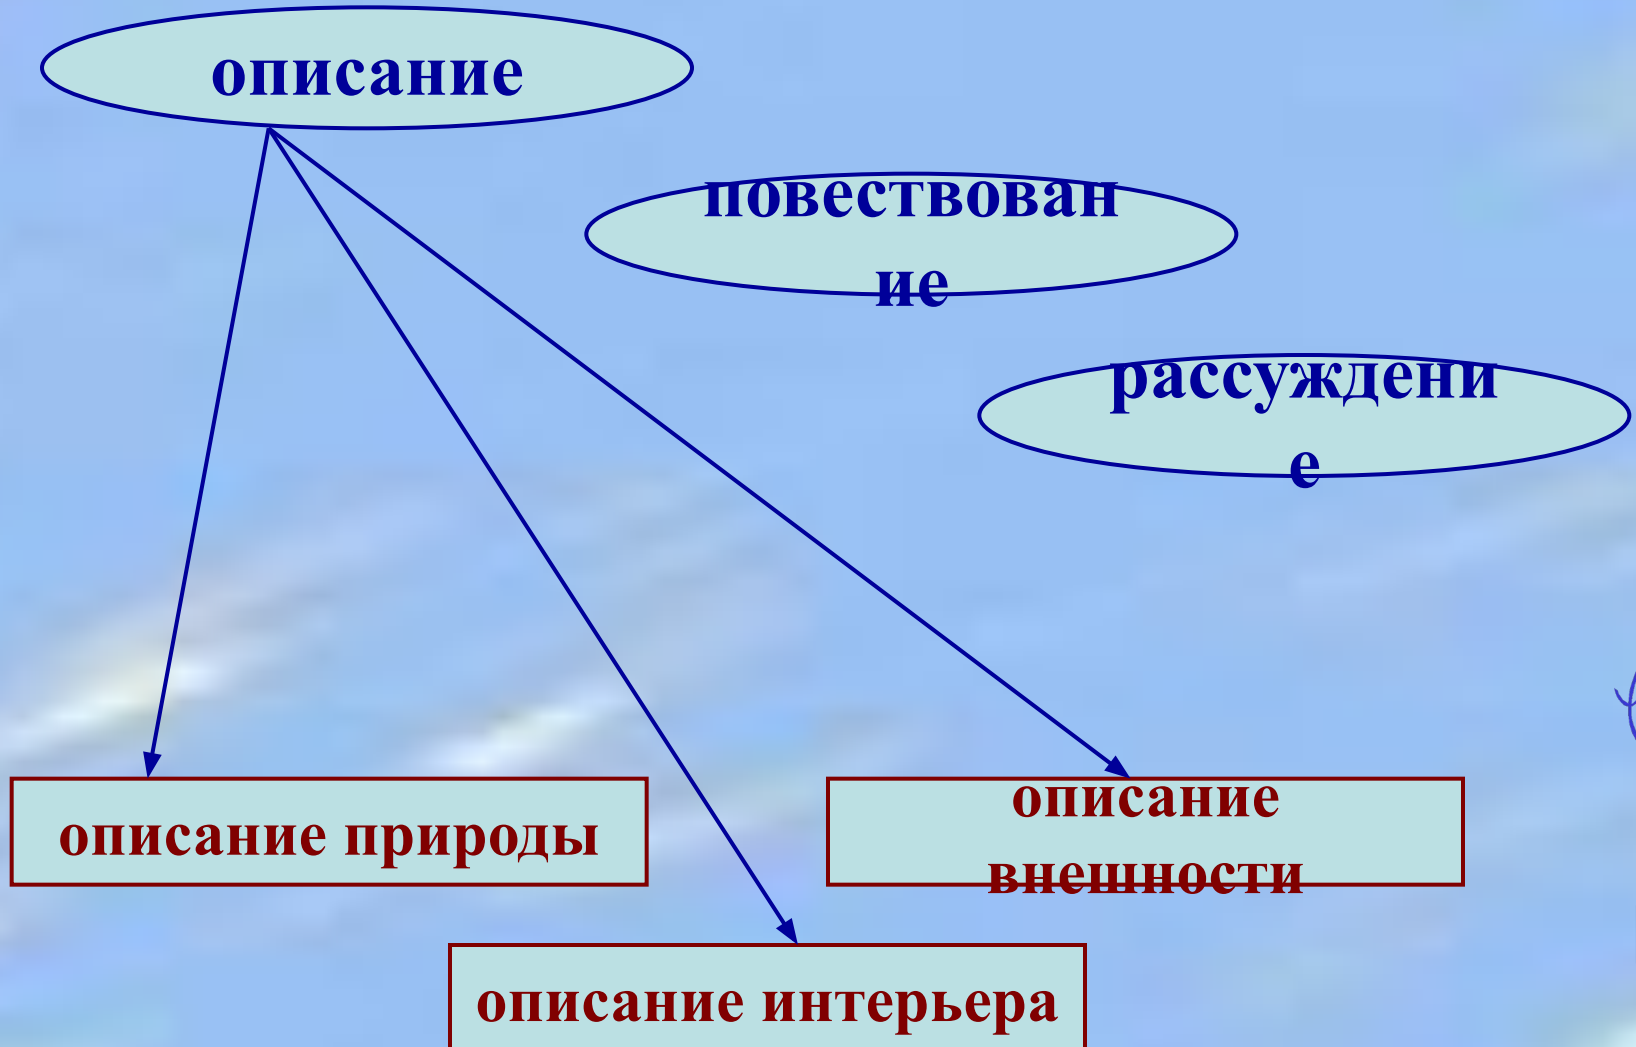 описание
повествован
ие
рассуждени
е
описание природы
описание
внешности
описание интерьера